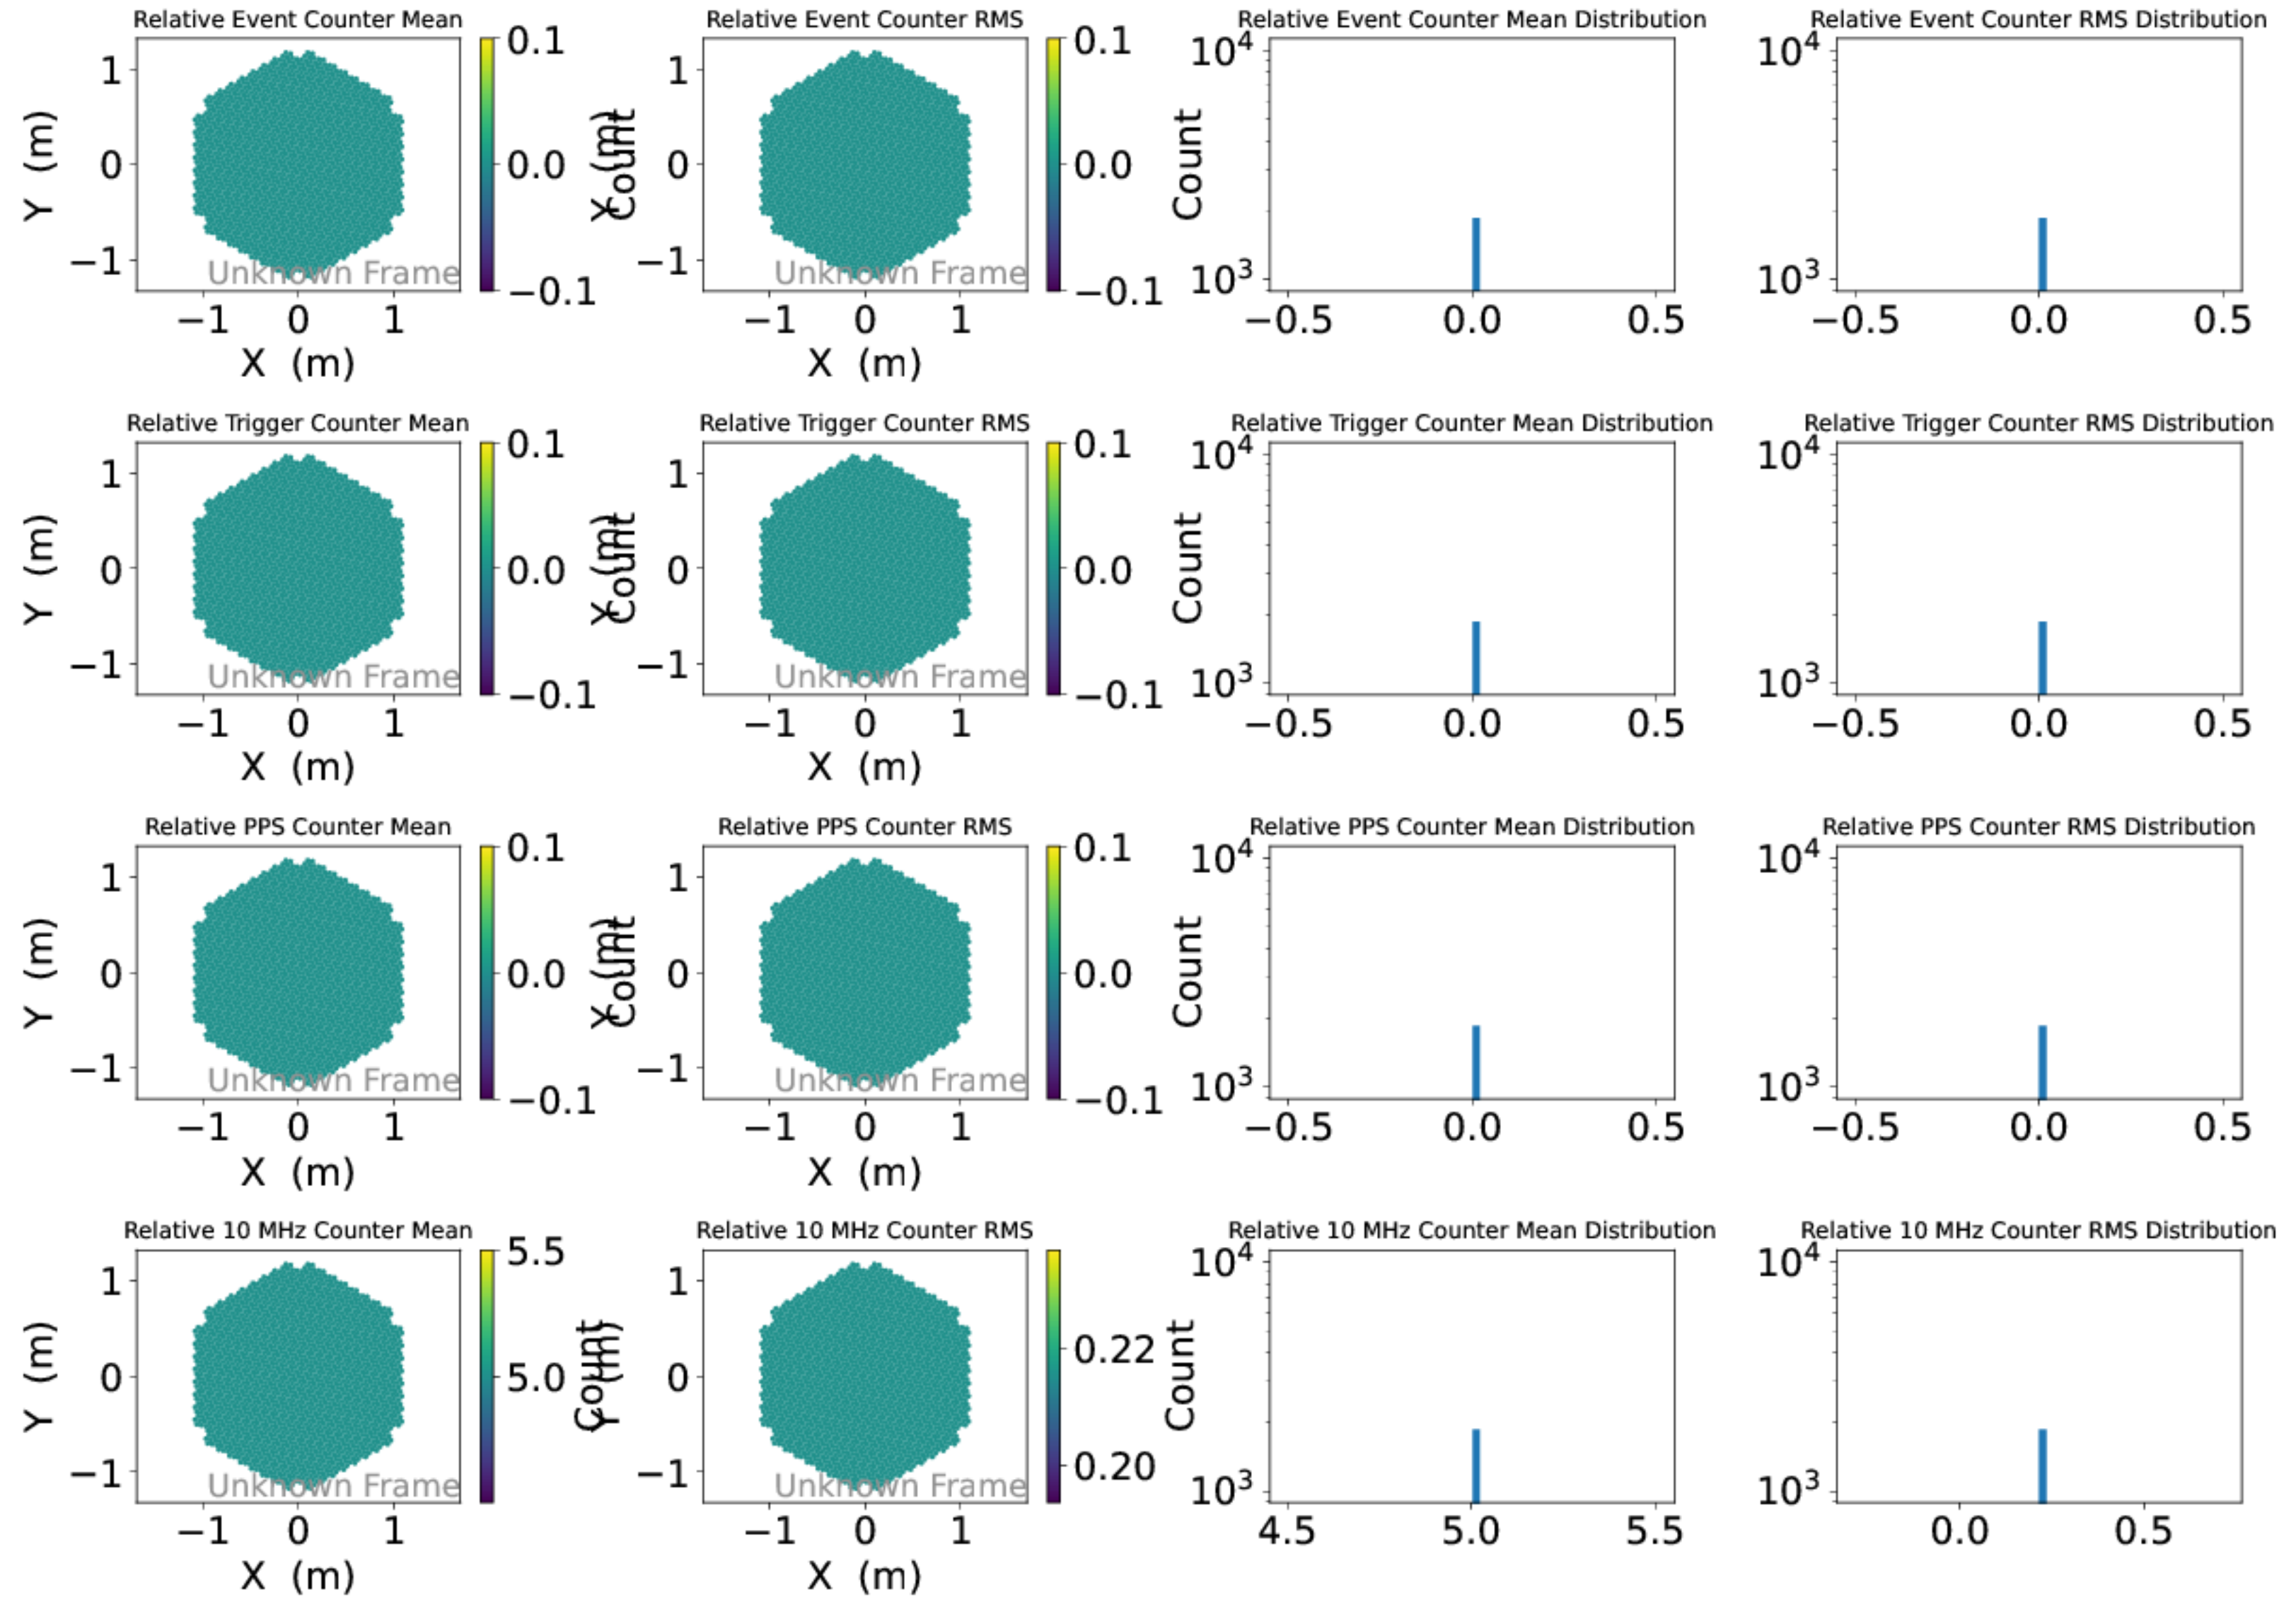 Relative Event Counter Mean
Y (m)
1
0
−1
−1 0 1
X (m)
Unknown Frame
0.1
0.0
−0.1
Relative Event Counter RMS
Y (m)
1
0
−1
−1 0 1
X (m)
Unknown Frame
0.1
0.0
−0.1
Relative Event Counter Mean Distribution
Count
10^4
10^3
−0.5 0.0 0.5
Relative Event Counter RMS Distribution
Count
10^4
10^3
−0.5 0.0 0.5
Relative Trigger Counter Mean
Y (m)
1
0
−1
−1 0 1
X (m)
Unknown Frame
0.1
0.0
−0.1
Relative Trigger Counter RMS
Y (m)
1
0
−1
−1 0 1
X (m)
Unknown Frame
0.1
0.0
−0.1
Relative Trigger Counter Mean Distribution
Count
10^4
10^3
−0.5 0.0 0.5
Relative Trigger Counter RMS Distribution
Count
10^4
10^3
−0.5 0.0 0.5
Relative PPS Counter Mean
Y (m)
1
0
−1
−1 0 1
X (m)
Unknown Frame
0.1
0.0
−0.1
Relative PPS Counter RMS
Y (m)
1
0
−1
−1 0 1
X (m)
Unknown Frame
0.1
0.0
−0.1
Relative PPS Counter Mean Distribution
Count
10^4
10^3
−0.5 0.0 0.5
Relative PPS Counter RMS Distribution
Count
10^4
10^3
−0.5 0.0 0.5
Relative 10 MHz Counter Mean
Y (m)
1
0
−1
−1 0 1
X (m)
Unknown Frame
5.5
5.0
Relative 10 MHz Counter RMS
Y (m)
1
0
−1
−1 0 1
X (m)
Unknown Frame
0.22
0.20
Relative 10 MHz Counter Mean Distribution
Count
10^4
10^3
4.5 5.0 5.5
Relative 10 MHz Counter RMS Distribution
Count
10^4
10^3
0.0 0.5